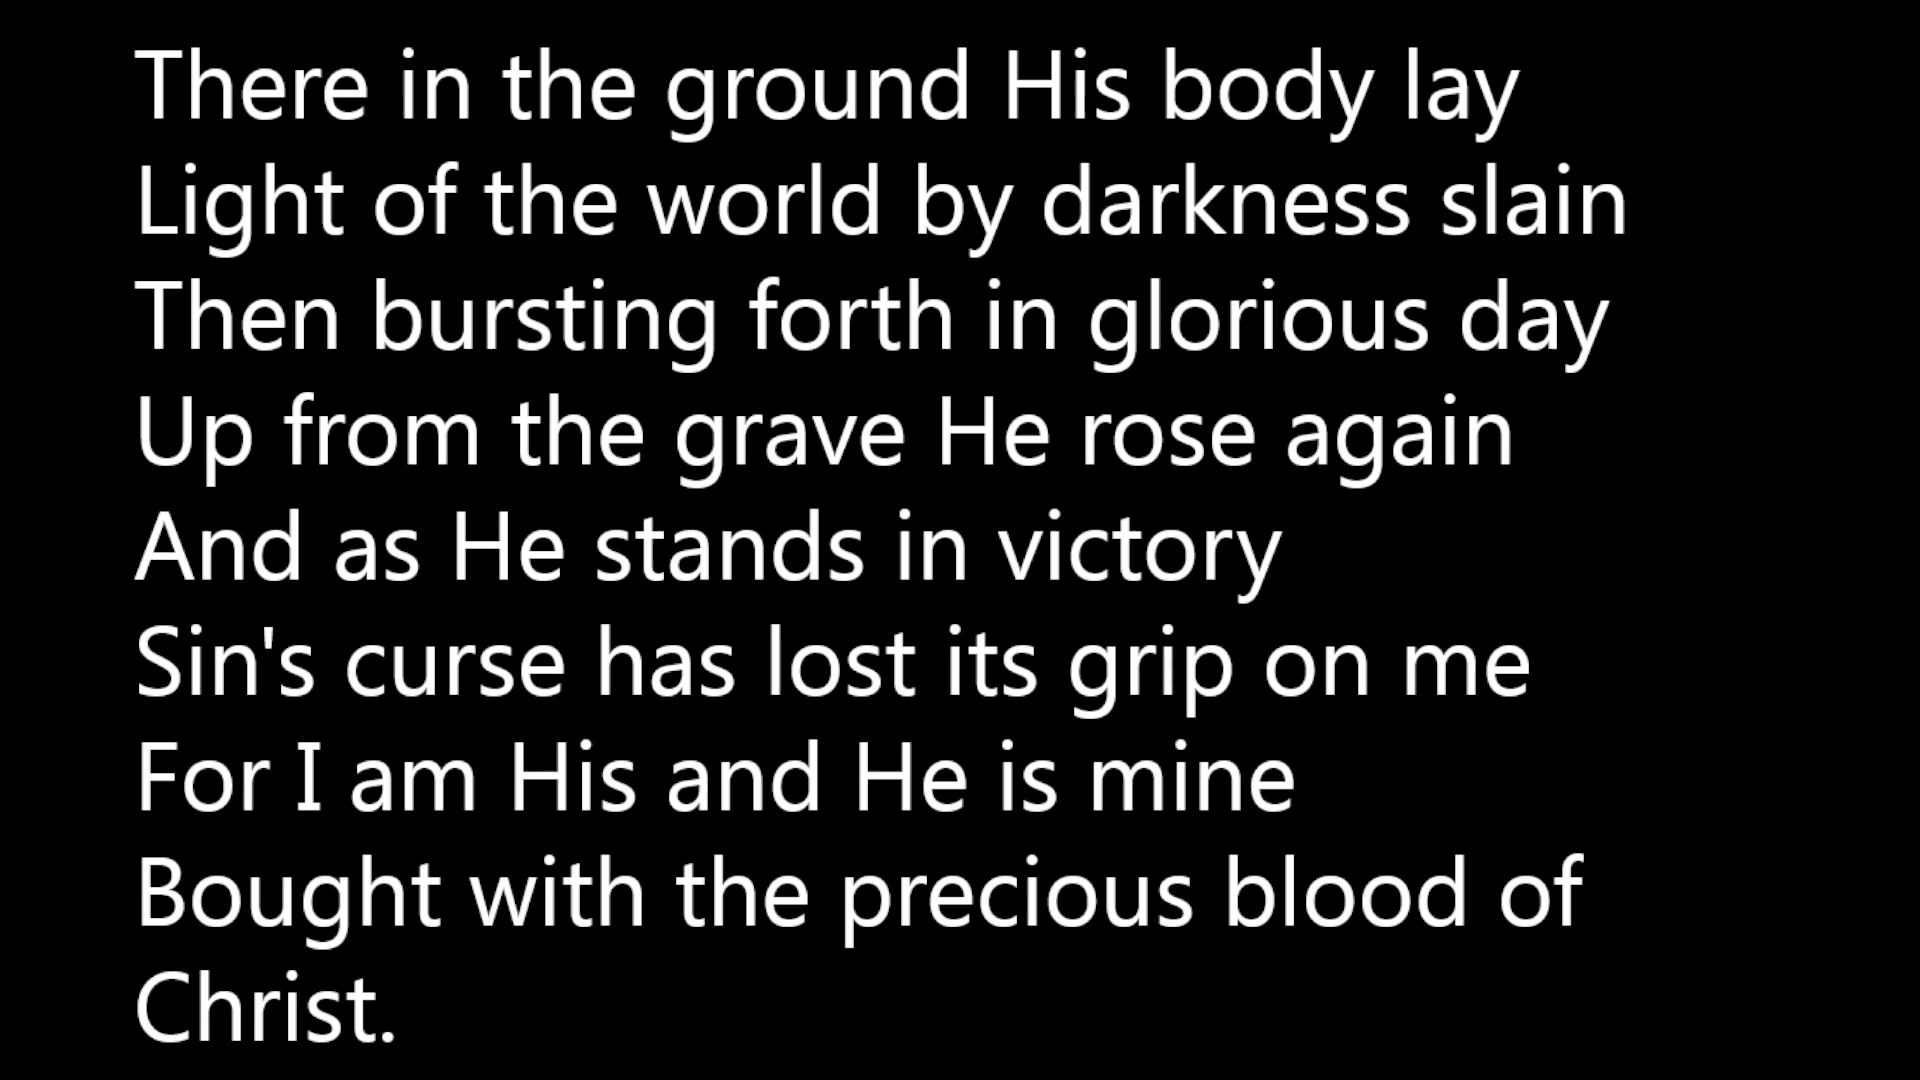 There in the ground His body lay
Light of the world by darkness slain
Then bursting forth in glorious day
Up from the grave He rose again
And as He stands in victory
Sin's curse has lost its grip on me
For I am His and He is mine
Bought with the precious blood of
Christ.